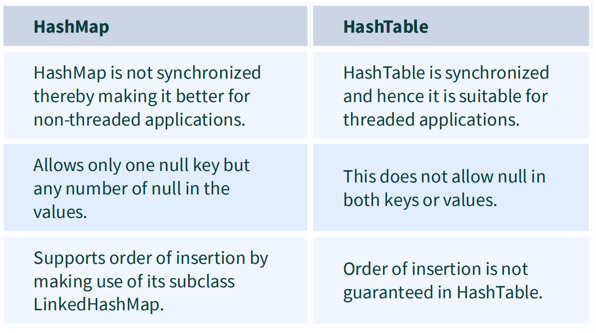 HashMap
HashTable
HashMap is not synchronized
thereby making it better for
non-threaded applications.
HashTable is synchronized
and hence it is suitable for
threaded applications.
Allows only one null key but
any number of null in the
values.
This does not allow null in
both keys or values.
Supports order of insertion by
making use of its subclass
LinkedHashMap.
Order of insertion is not
guaranteed in HashTable.